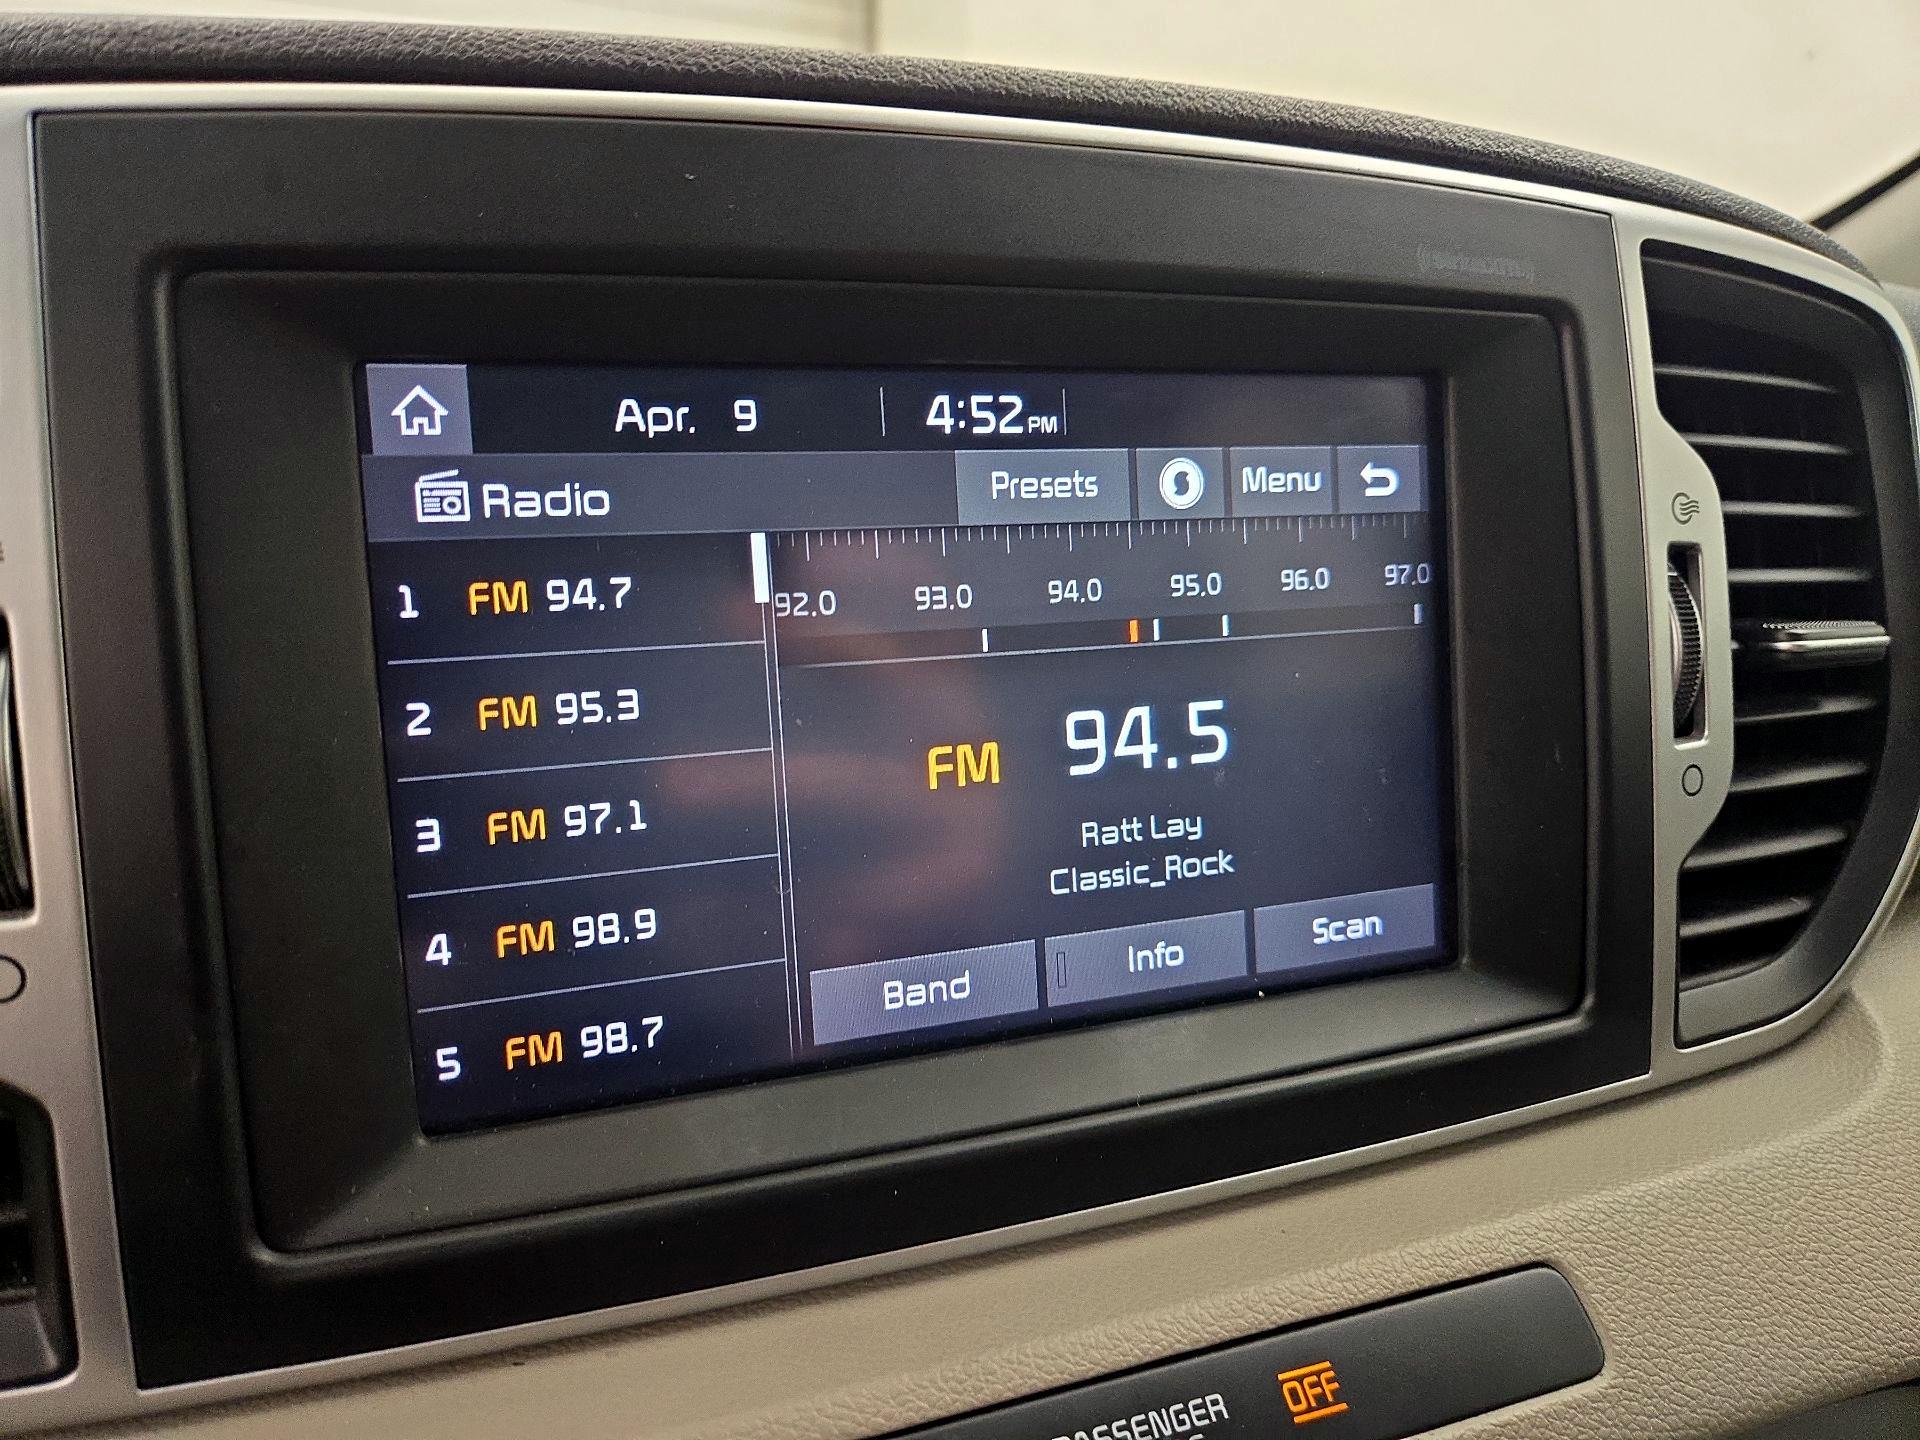 Apr. 9 4:52 PM
Radio Presets Menu
1 FM 94.7
2 FM 95.3
3 FM 97.1
4 FM 98.9
5 FM 98.7
92.0 93.0 94.0 95.0 96.0 97.0
FM 94.5
Ratt Lay
Classic_Rock
Band Info Scan
PASSENGER OFF